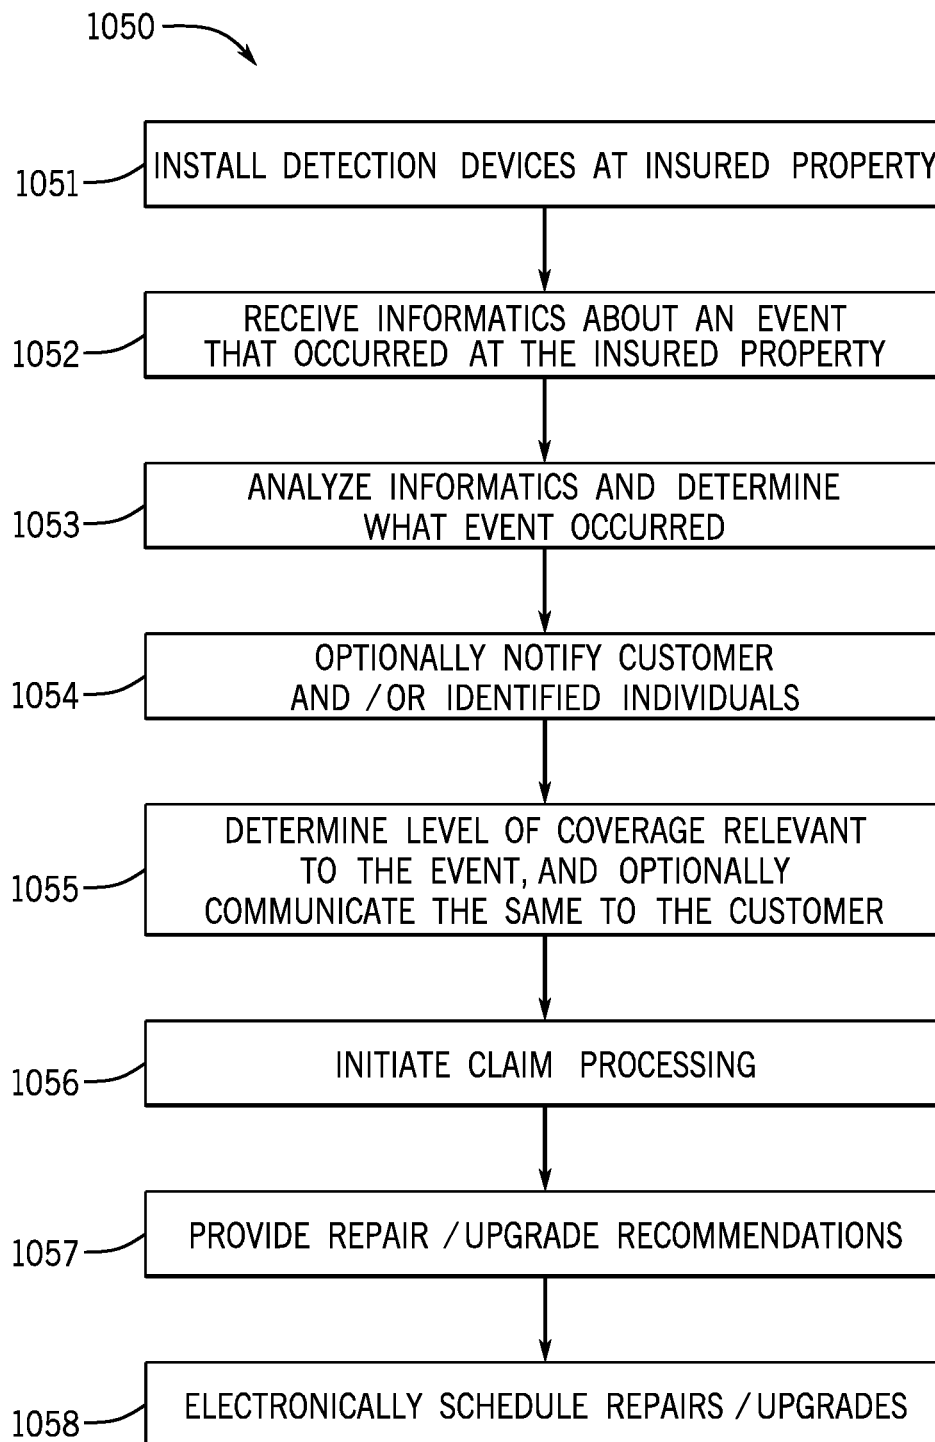 1050
1051
INSTALL DETECTION DEVICES AT INSURED PROPERTY
1052
RECEIVE INFORMATICS ABOUT AN EVENT
THAT OCCURRED AT THE INSURED PROPERTY
1053
ANALYZE INFORMATICS AND DETERMINE
WHAT EVENT OCCURRED
1054
OPTIONALLY NOTIFY CUSTOMER
AND /OR IDENTIFIED INDIVIDUALS
1055
DETERMINE LEVEL OF COVERAGE RELEVANT
TO THE EVENT, AND OPTIONALLY
COMMUNICATE THE SAME TO THE CUSTOMER
1056
INITIATE CLAIM PROCESSING
1057
PROVIDE REPAIR /UPGRADE RECOMMENDATIONS
1058
ELECTRONICALLY SCHEDULE REPAIRS /UPGRADES